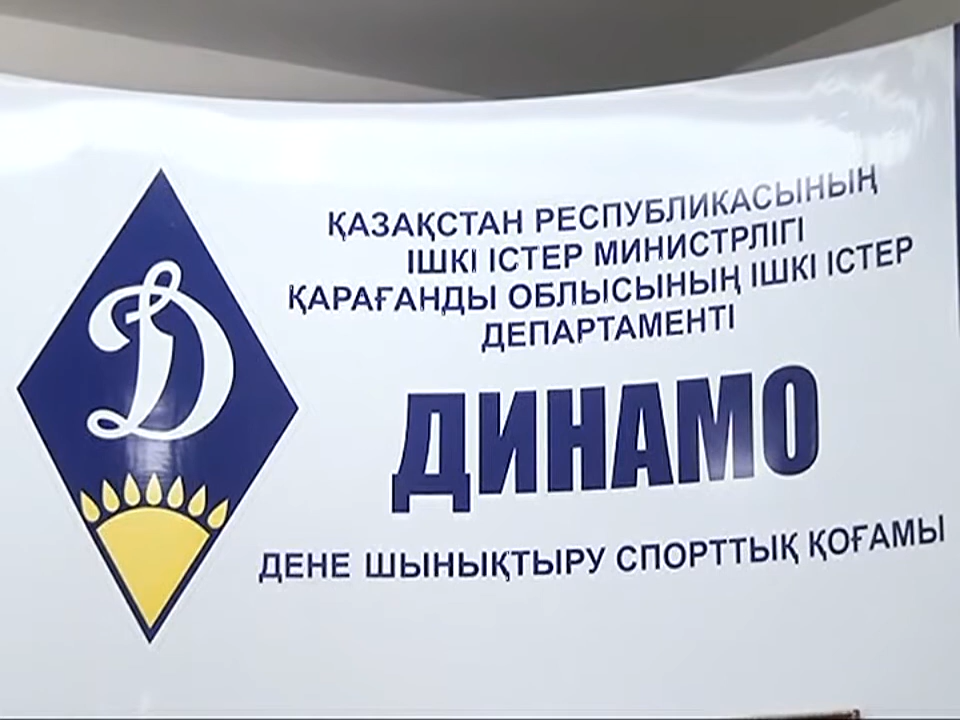 ҚАЗАҚСТАН РЕСПУБЛИКАСЫНЫҢ
ІШКІ ІСТЕР МИНИСТРЛІГІ
ҚАРАҒАНДЫ ОБЛЫСЫНЫҢ ІШКІ ІСТЕР
ДЕПАРТАМЕНТІ
ДИНАМО
ДЕНЕ ШЫНЫҚТЫРУ СПОРТТЫҚ ҚОҒАМЫ
D